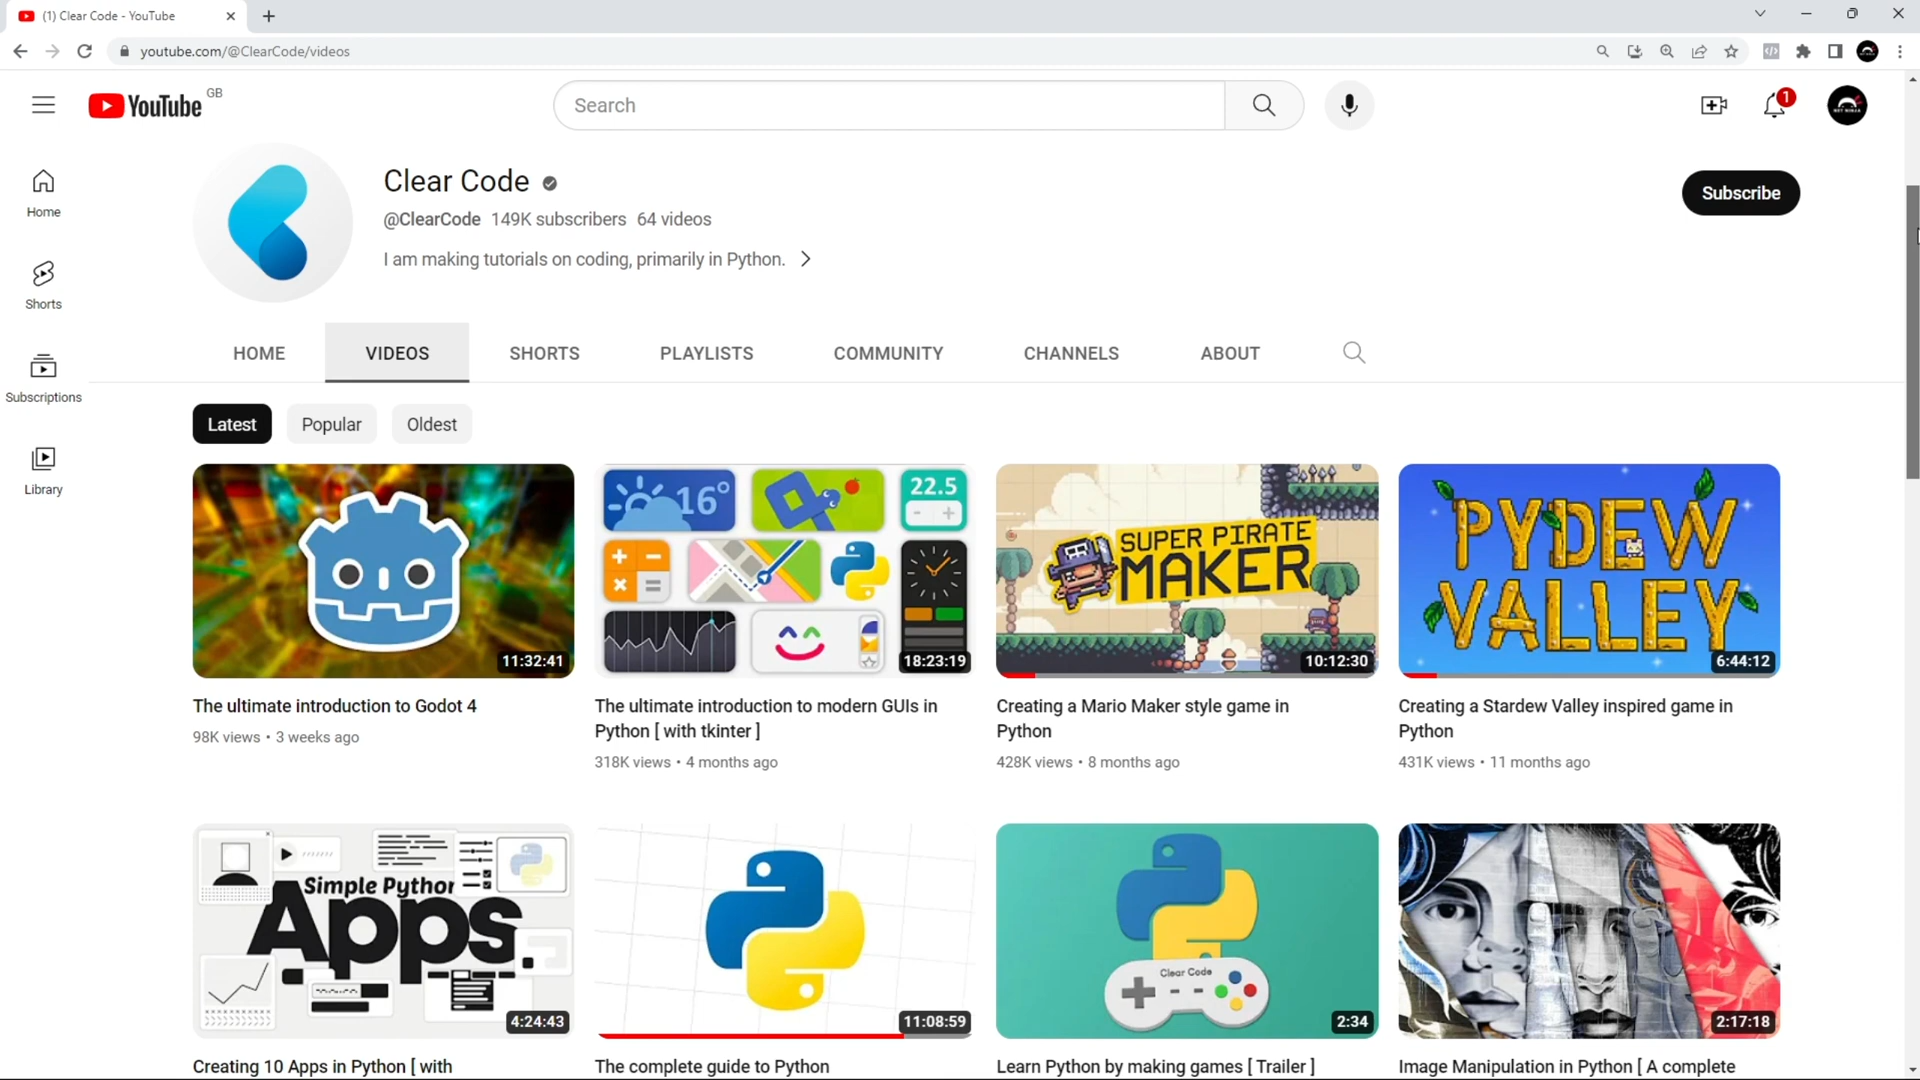 (1) Clear Code - YouTube
youtube.com/@ClearCode/videos
YouTube GB
Search
1
NET NINJA
Home
Shorts
Subscriptions
Library
Clear Code
@ClearCode 149K subscribers 64 videos
I am making tutorials on coding, primarily in Python.
Subscribe
HOME VIDEOS SHORTS PLAYLISTS COMMUNITY CHANNELS ABOUT
Latest Popular Oldest
11:32:41
The ultimate introduction to Godot 4
98K views • 3 weeks ago
16°
22.5
18:23:19
The ultimate introduction to modern GUIs in
Python [ with tkinter ]
318K views • 4 months ago
SUPER PIRATE
MAKER
10:12:30
Creating a Mario Maker style game in
Python
428K views • 8 months ago
PYDEW
VALLEY
6:44:12
Creating a Stardew Valley inspired game in
Python
431K views • 11 months ago
Simple Python
Apps.
4:24:43
Creating 10 Apps in Python [ with
11:08:59
The complete guide to Python
Clear Code
2:34
Learn Python by making games [ Trailer ]
2:17:18
Image Manipulation in Python [ A complete